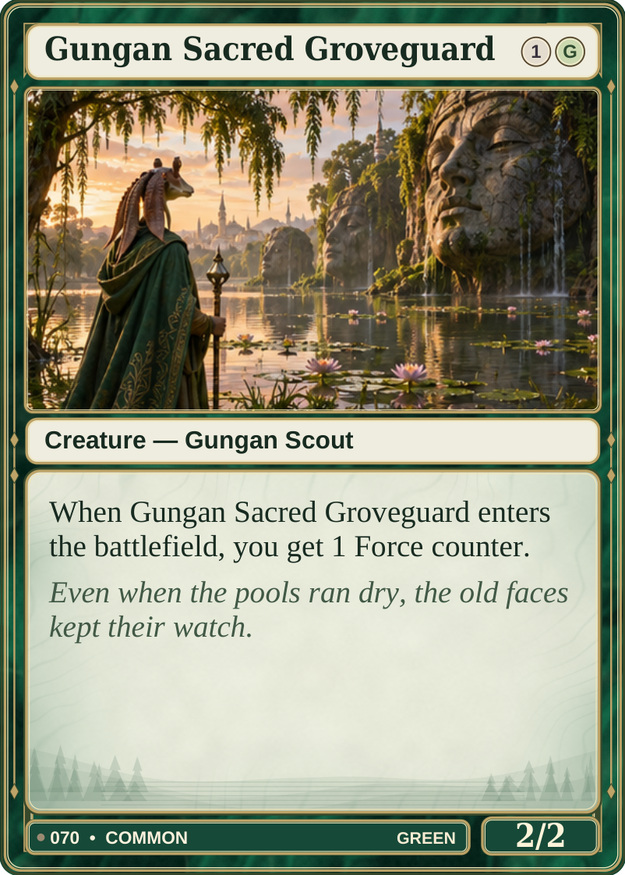 Gungan Sacred Groveguard 1 G
Creature — Gungan Scout
When Gungan Sacred Groveguard enters
the battlefield, you get 1 Force counter.
Even when the pools ran dry, the old faces
kept their watch.
070 • COMMON GREEN 2/2